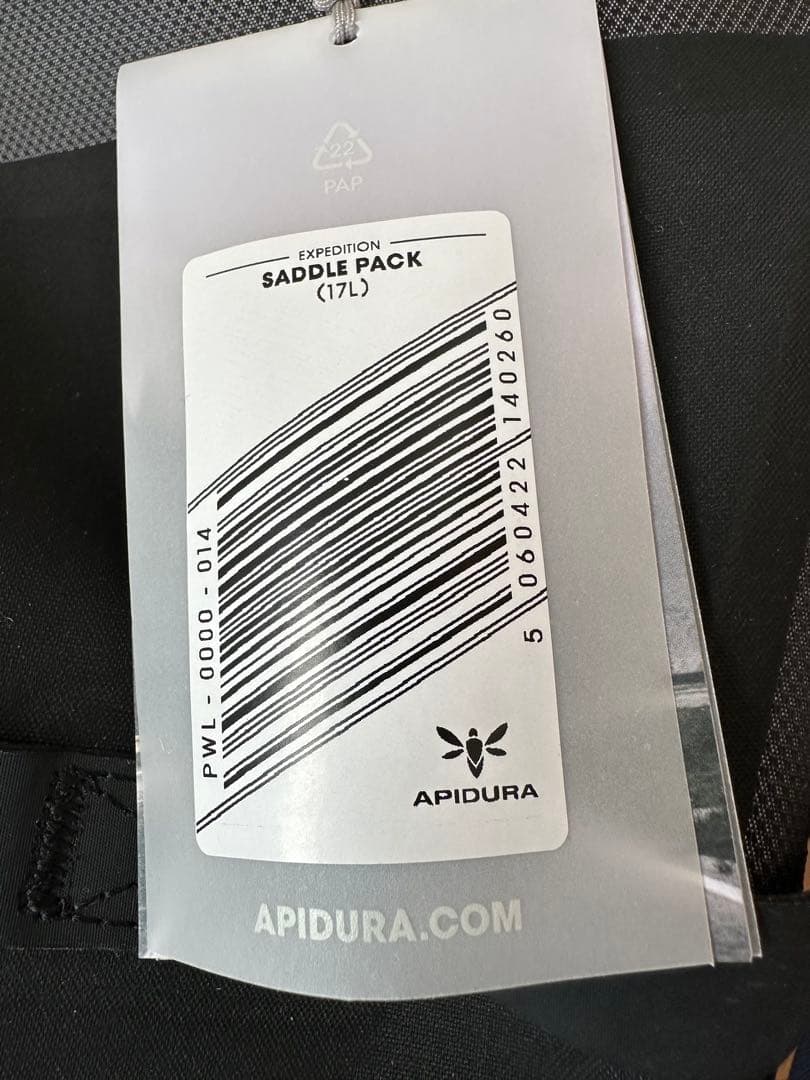 22
PAP
EXPEDITION
SADDLE PACK
(17L)
PWL - 0000 - 014
5 060422 140260
APIDURA
APIDURA.COM